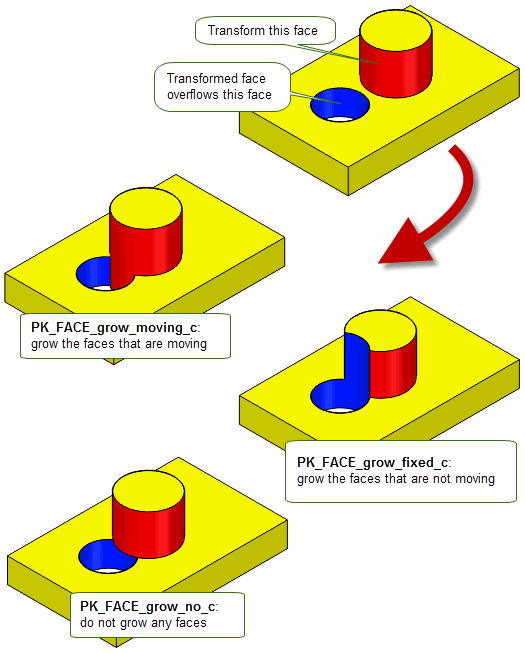 Transform this face
Transformed face
overflows this face
PK_FACE_grow_moving_c:
grow the faces that are moving
PK_FACE_grow_fixed_c:
grow the faces that are not moving
PK_FACE_grow_no_c:
do not grow any faces